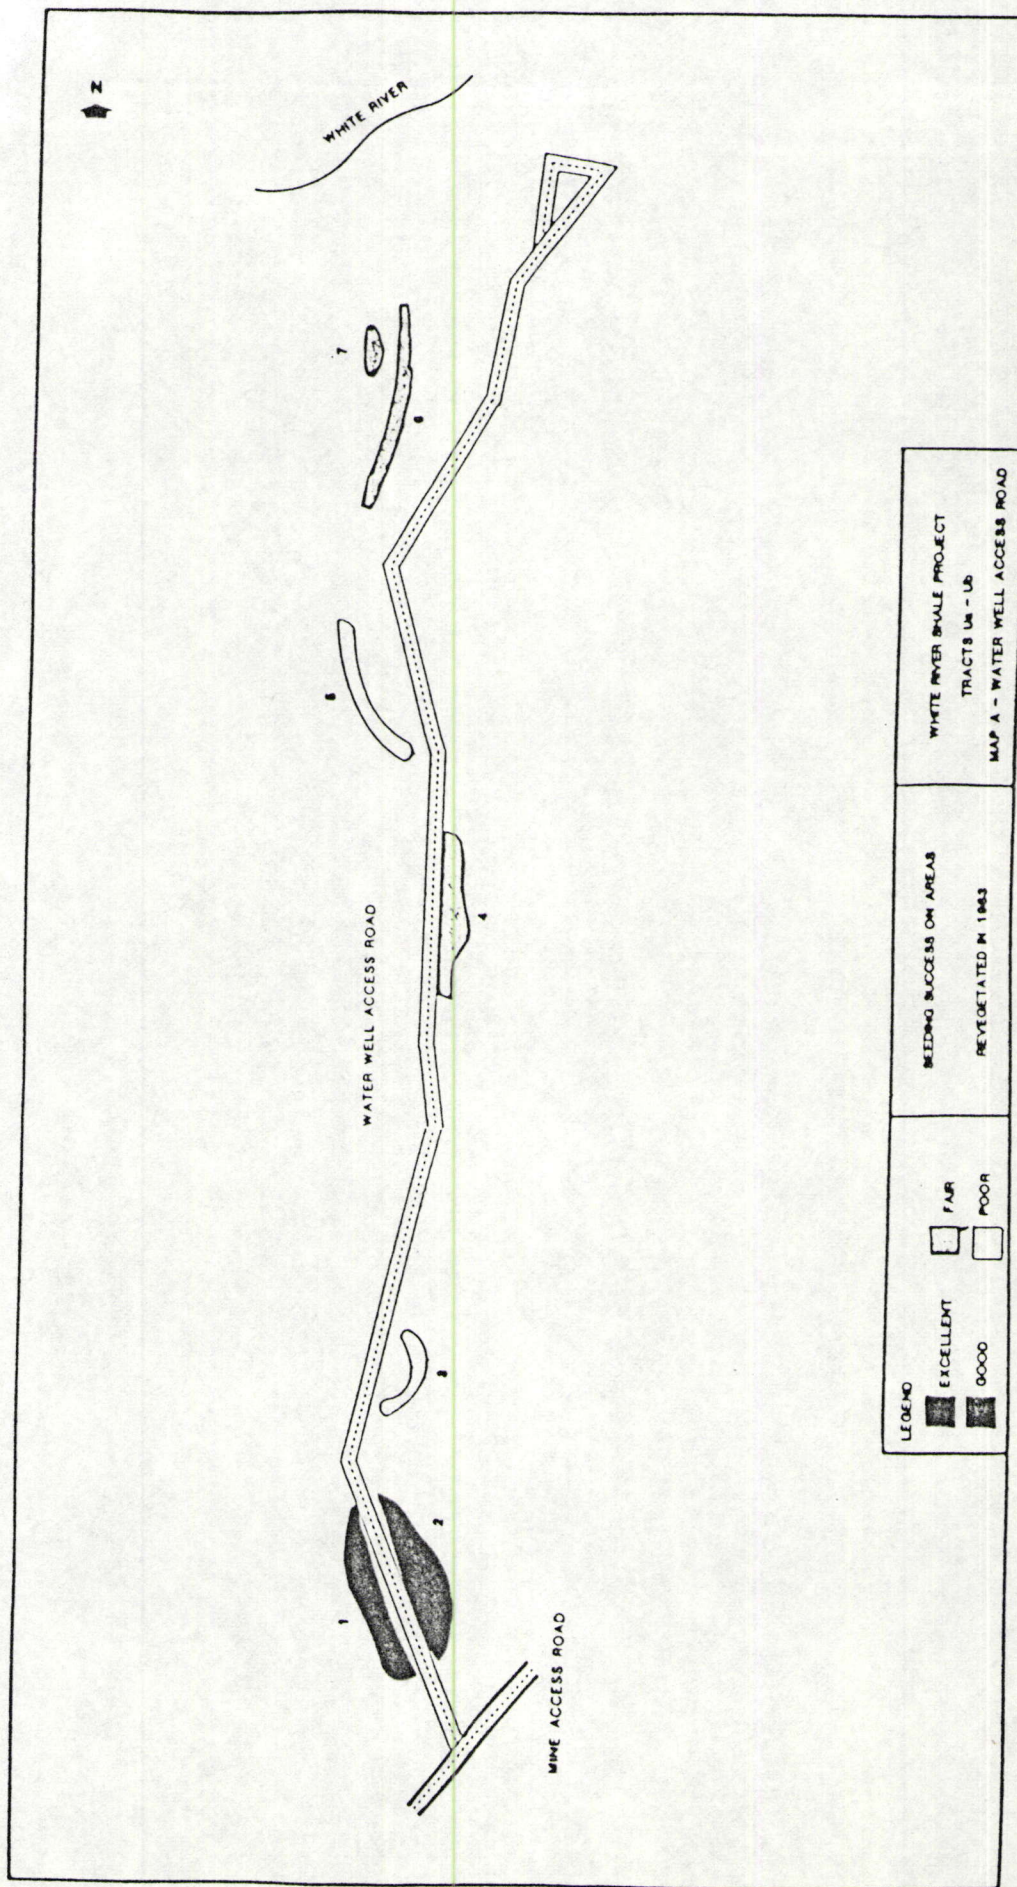 N
WHITE RIVER
7
6
5
WATER WELL ACCESS ROAD
4
3
2
1
MINE ACCESS ROAD
LEGEND
EXCELLENT
FAIR
GOOD
POOR
SEEDING SUCCESS ON AREAS
REVEGETATED IN 1983
WHITE RIVER SHALE PROJECT
TRACTS Ua - Ub
MAP A - WATER WELL ACCESS ROAD